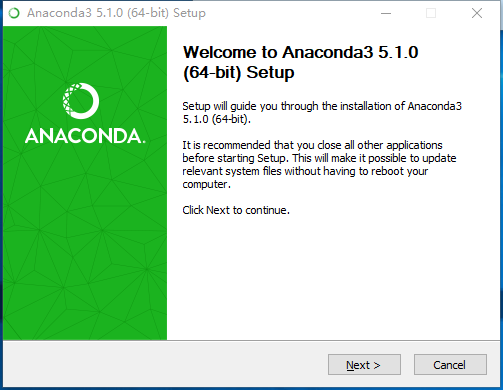 Anaconda3 5.1.0 (64-bit) Setup
ANACONDA.
Welcome to Anaconda3 5.1.0
(64-bit) Setup
Setup will guide you through the installation of Anaconda3
5.1.0 (64-bit).
It is recommended that you close all other applications
before starting Setup. This will make it possible to update
relevant system files without having to reboot your
computer.
Click Next to continue.
Next >
Cancel